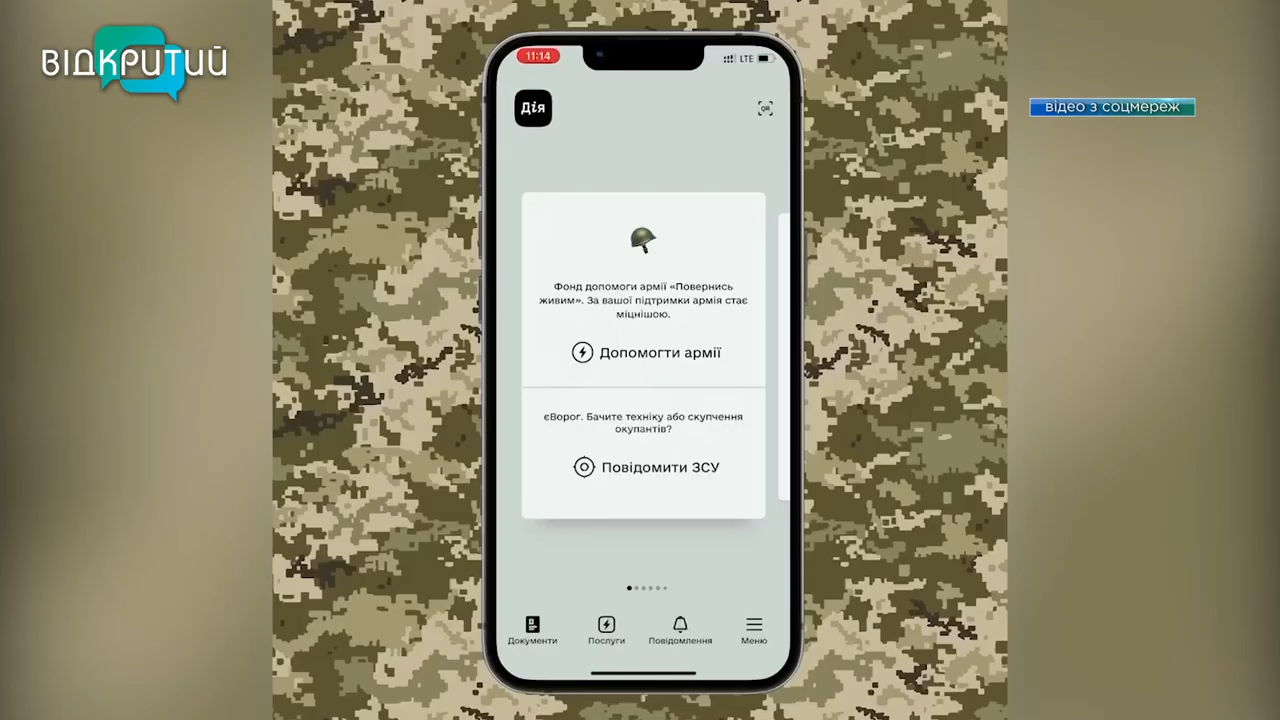 ВІДКРИТИЙ
відео з соцмереж
11:14
LTE
Дія
QR
Фонд допомоги армії «Повернись
живим». За вашої підтримки армія стає
міцнішою.
Допомогти армії
єВорог. Бачите техніку або скупчення
окупантів?
Повідомити ЗСУ
Документи
Послуги
Повідомлення
Меню